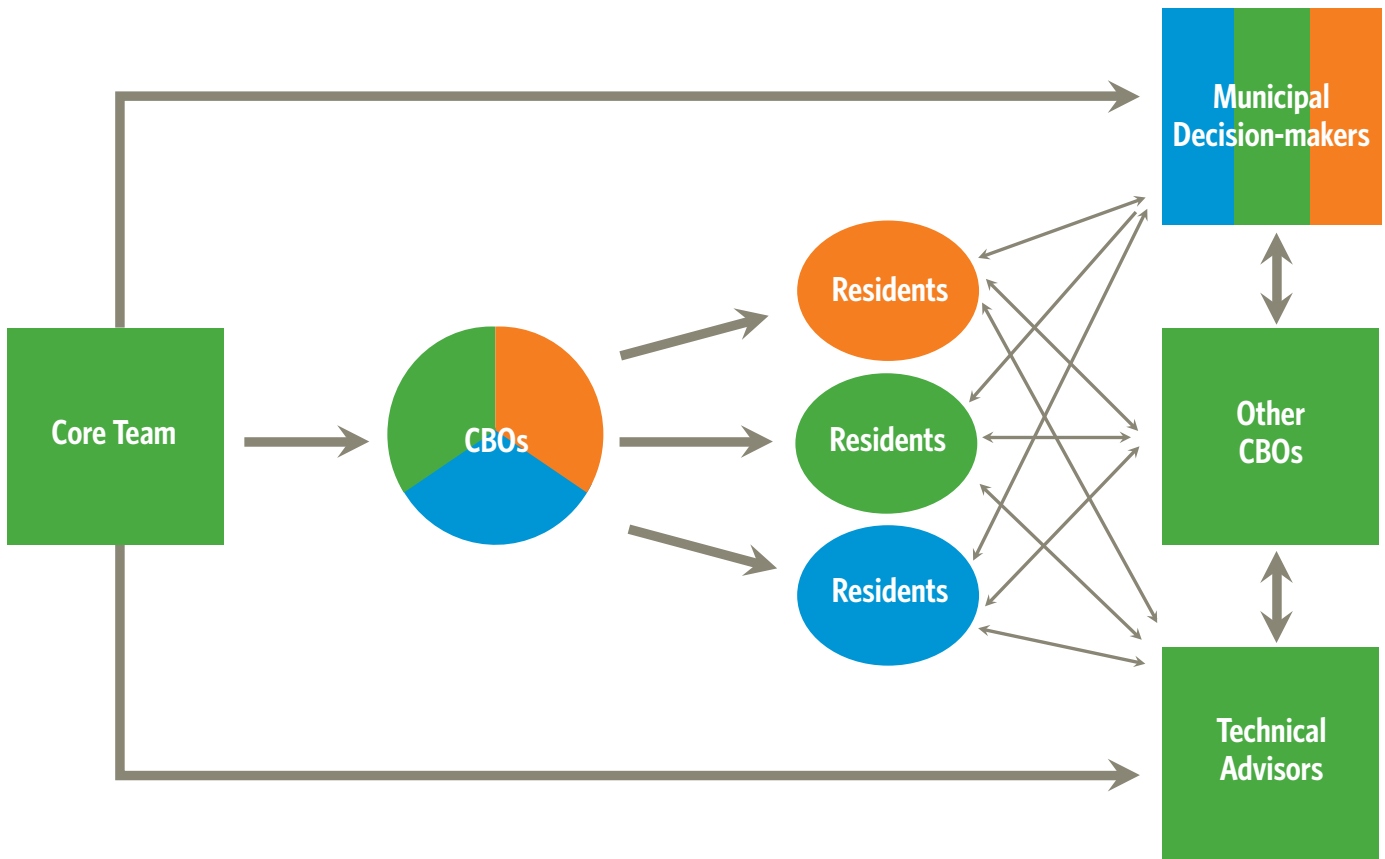 Municipal
Decision-makers
Residents
Core Team
CBOs
Residents
Other
CBOs
Residents
Technical
Advisors